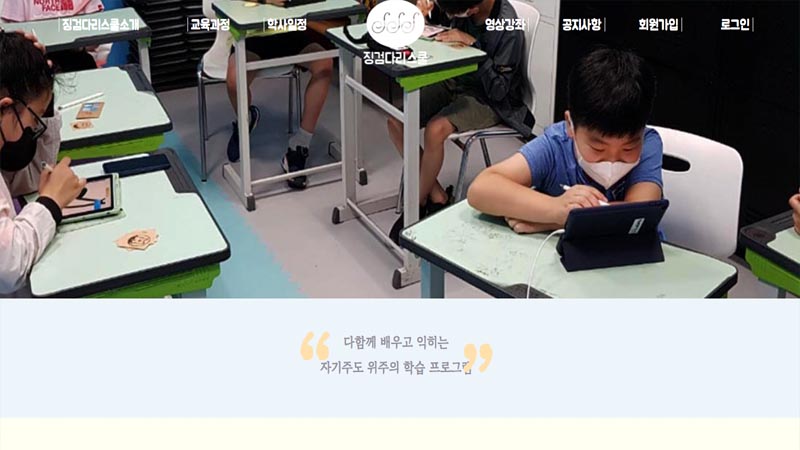 징검다리스쿨소개
교육과정
학사일정
영상강좌
공지사항
회원가입
로그인
징검다리스쿨
NORTH
FACE
다함께 배우고 익히는
자기주도 위주의 학습 프로그램